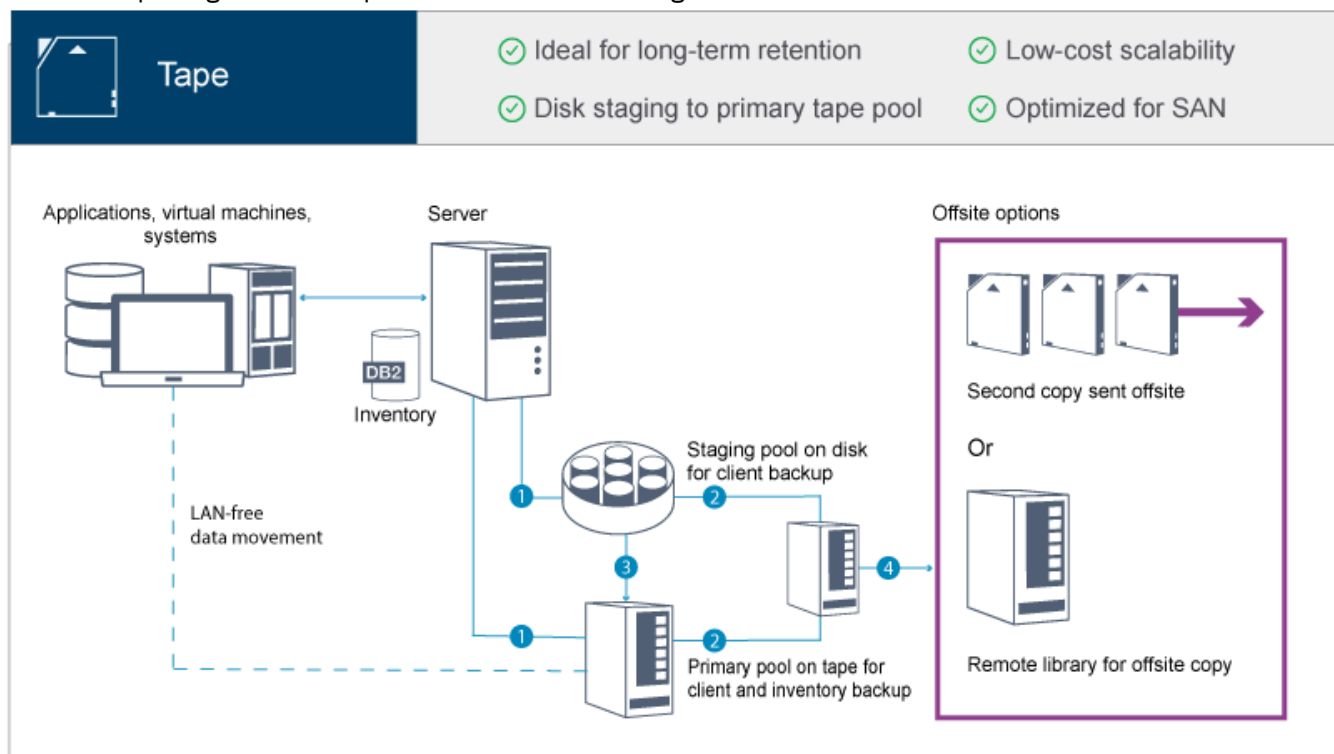 Tape
Ideal for long-term retention
Low-cost scalability
Disk staging to primary tape pool
Optimized for SAN
Applications, virtual machines,
systems
Server
Offsite options
DB2
Inventory
Second copy sent offsite
Staging pool on disk
for client backup
Or
1
2
LAN-free
data movement
3
4
1
2
Primary pool on tape for
client and inventory backup
Remote library for offsite copy